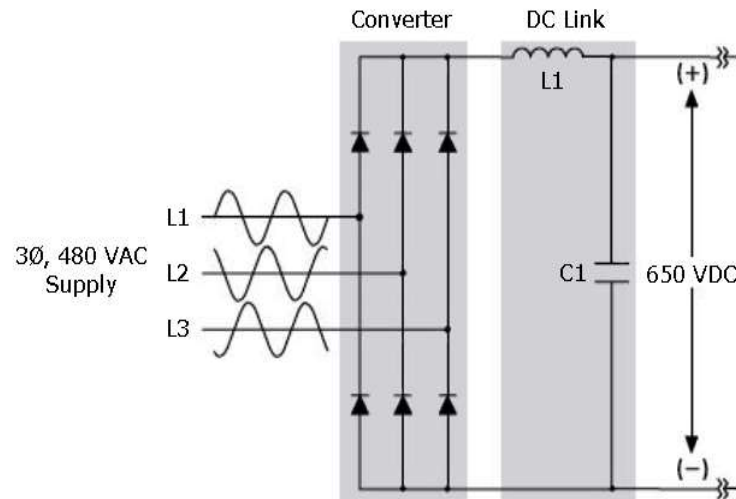 Converter
DC Link
(+)
L1
L1
3Ø, 480 VAC
Supply
L2
L3
C1
650 VDC
(−)